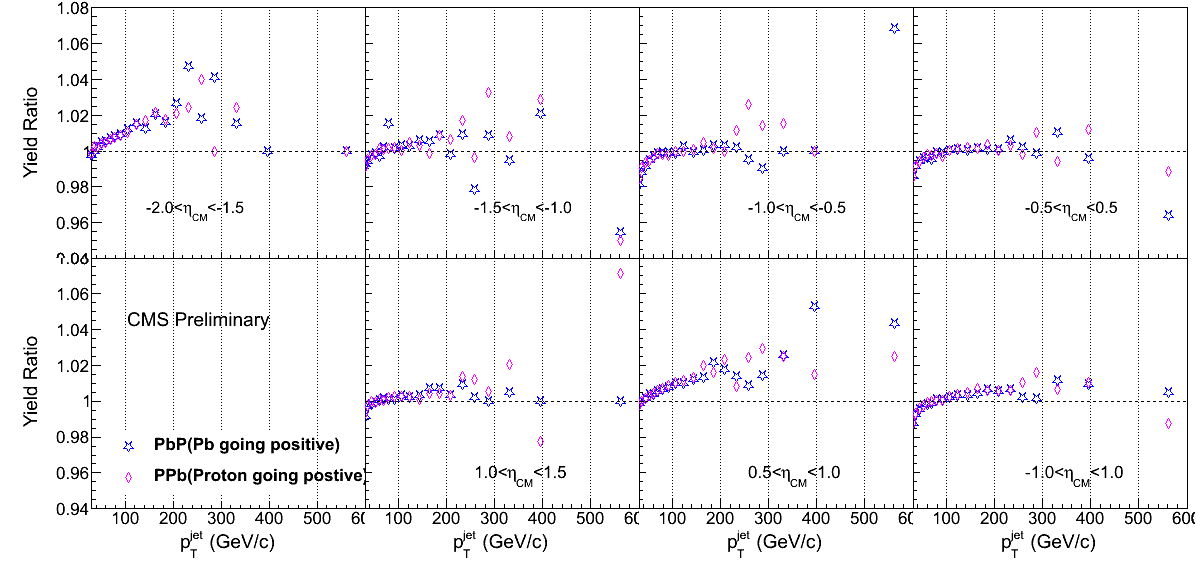 Yield Ratio
1.08
1.06
1.04
1.02
1
0.98
0.96
-2.0<η_CM<-1.5
-1.5<η_CM<-1.0
-1.0<η_CM<-0.5
-0.5<η_CM<0.5
Yield Ratio
1.06
1.04
1.02
1
0.98
0.96
0.94
CMS Preliminary
PbP(Pb going positive)
PPb(Proton going postive
1.0<η_CM<1.5
0.5<η_CM<1.0
-1.0<η_CM<1.0
100 200 300 400 500
100 200 300 400 500
100 200 300 400 500
100 200 300 400 500 600
p_T^jet (GeV/c)
p_T^jet (GeV/c)
p_T^jet (GeV/c)
p_T^jet (GeV/c)